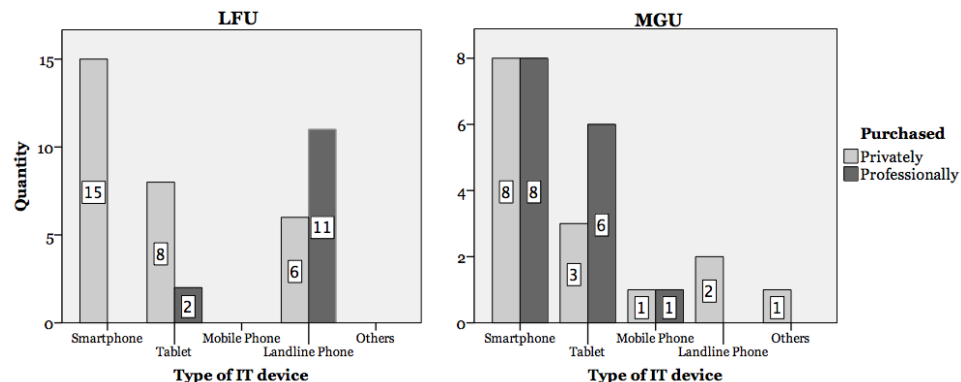 LFU
Quantity
15
10
5
0
15
8
2
6
11
Smartphone
Tablet
Mobile Phone
Landline Phone
Others
Type of IT device
MGU
8
6
4
2
0
8
8
3
6
1
1
2
1
Smartphone
Tablet
Mobile Phone
Landline Phone
Others
Type of IT device
Purchased
Privately
Professionally